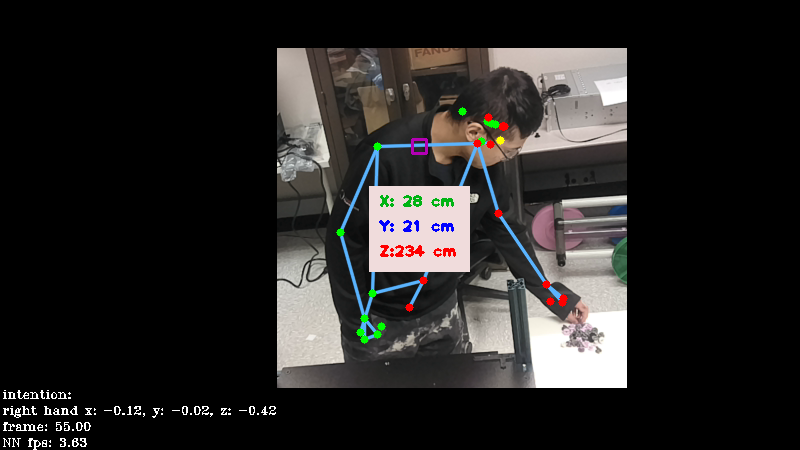 FANUC
X: 28 cm
Y: 21 cm
Z:234 cm
intention:
right hand x: -0.12, y: -0.02, z: -0.42
frame: 55.00
NN fps: 3.63